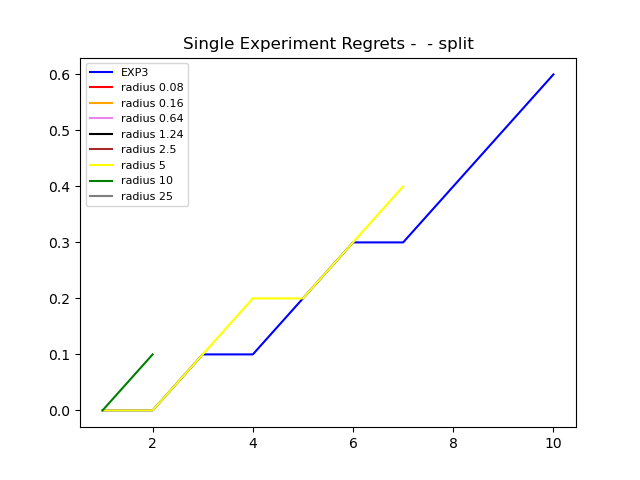 Single Experiment Regrets -  - split
EXP3
radius 0.08
radius 0.16
radius 0.64
radius 1.24
radius 2.5
radius 5
radius 10
radius 25
0.6
0.5
0.4
0.3
0.2
0.1
0.0
2 4 6 8 10